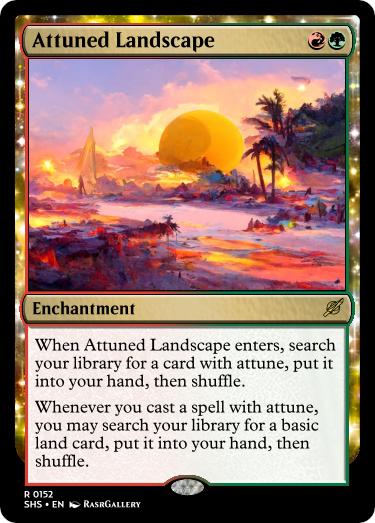 Attuned Landscape
Enchantment
When Attuned Landscape enters, search
your library for a card with attune, put it
into your hand, then shuffle.
Whenever you cast a spell with attune,
you may search your library for a basic
land card, put it into your hand, then
shuffle.
R 0152
SHS • EN RasrGallery